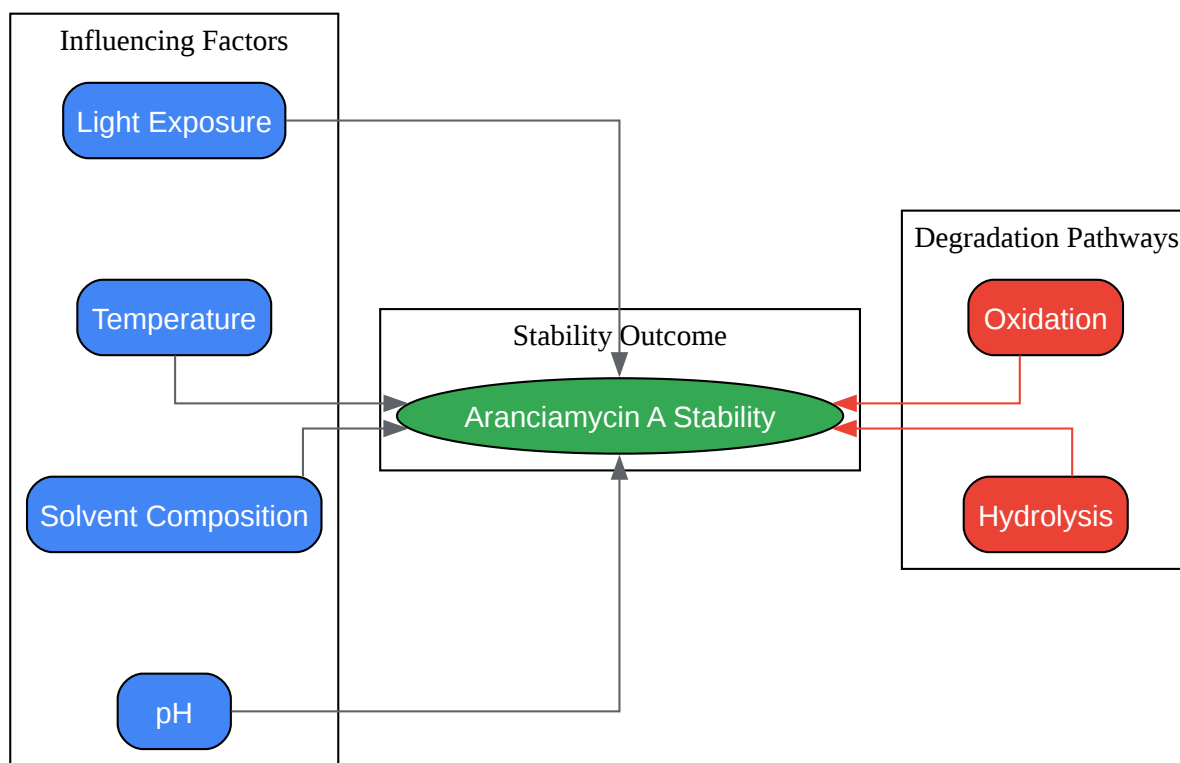 Influencing Factors
Light Exposure
Temperature
Solvent Composition
pH
Stability Outcome
Aranciamycin A Stability
Degradation Pathways
Oxidation
Hydrolysis